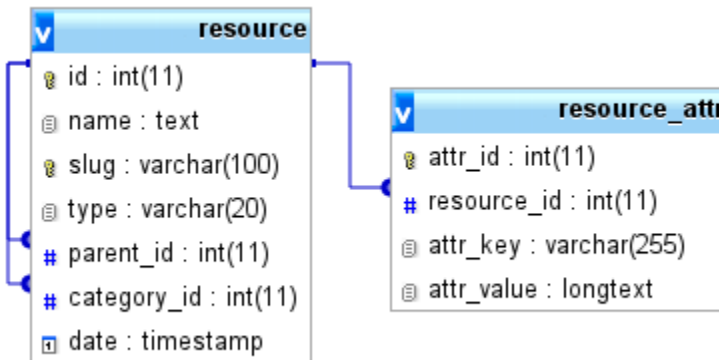 v resource
id : int(11)
name : text
slug : varchar(100)
type : varchar(20)
# parent_id : int(11)
# category_id : int(11)
1 date : timestamp
v resource_attr
attr_id : int(11)
# resource_id : int(11)
attr_key : varchar(255)
attr_value : longtext